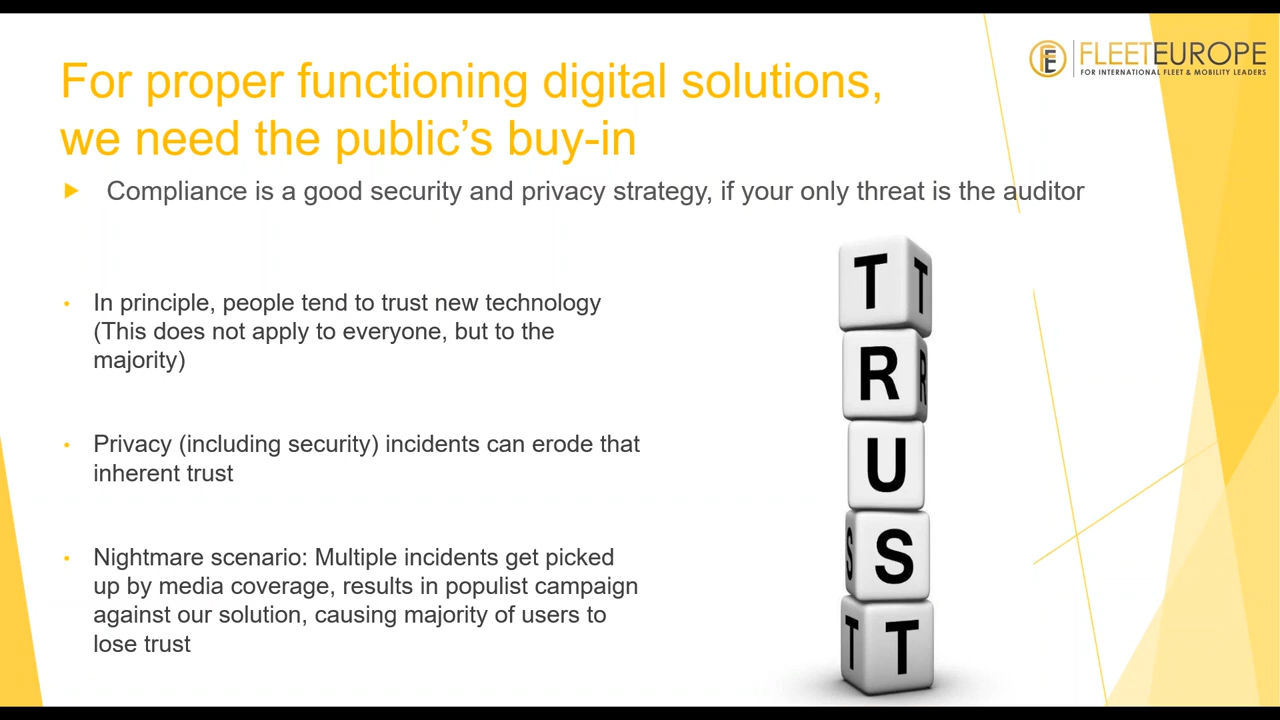 FLEETEUROPE
FOR INTERNATIONAL FLEET & MOBILITY LEADERS
For proper functioning digital solutions,
we need the public’s buy-in
Compliance is a good security and privacy strategy, if your only threat is the auditor
In principle, people tend to trust new technology
(This does not apply to everyone, but to the
majority)
Privacy (including security) incidents can erode that
inherent trust
Nightmare scenario: Multiple incidents get picked
up by media coverage, results in populist campaign
against our solution, causing majority of users to
lose trust
T T
R R
U
S S
T T